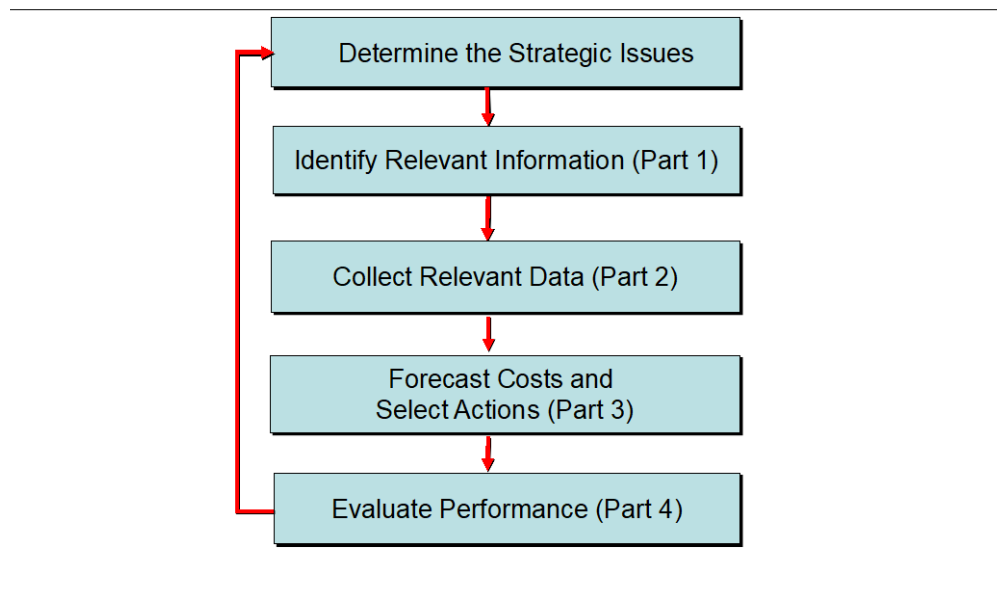 Determine the Strategic Issues
Identify Relevant Information (Part 1)
Collect Relevant Data (Part 2)
Forecast Costs and
Select Actions (Part 3)
Evaluate Performance (Part 4)